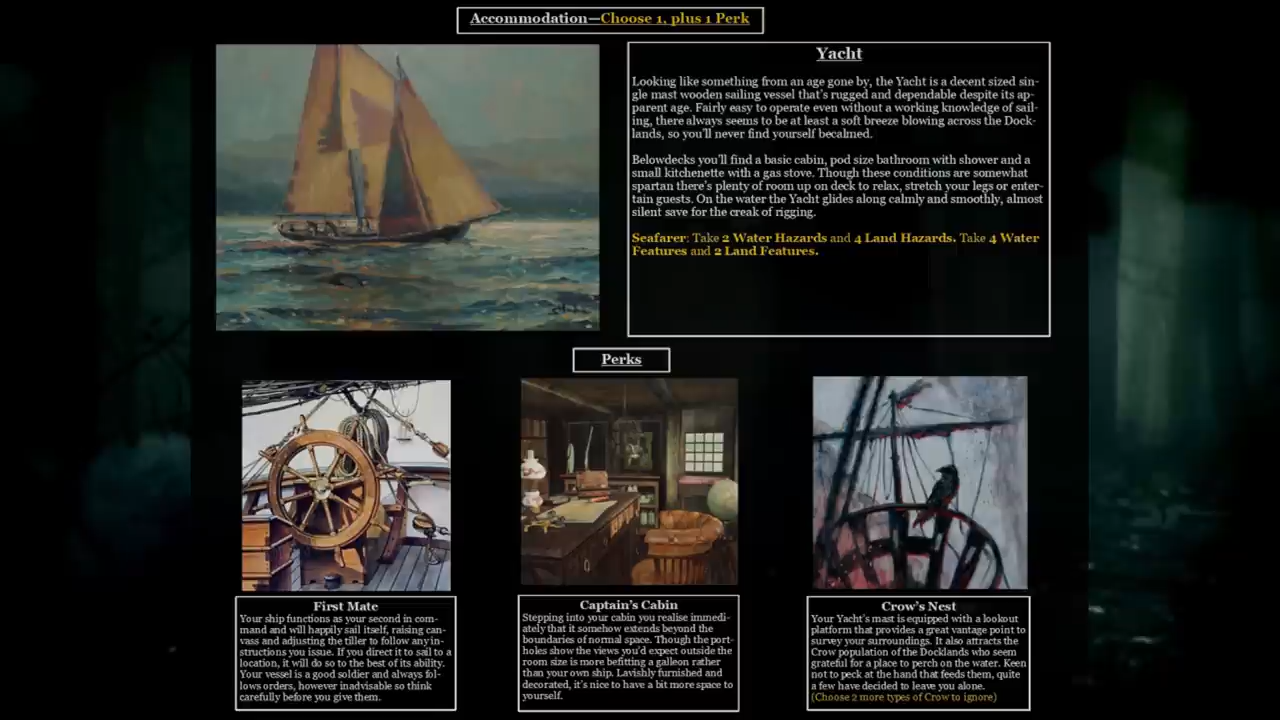 Accommodation—Choose 1, plus 1 Perk
Yacht
Looking like something from an age gone by, the Yacht is a decent sized sin-
gle mast wooden sailing vessel that's rugged and dependable despite its ap-
parent age. Fairly easy to operate even without a working knowledge of sail-
ing, there always seems to be at least a soft breeze blowing across the Dock-
lands, so you'll never find yourself becalmed.
Belowdecks you'll find a basic cabin, pod size bathroom with shower and a
small kitchenette with a gas stove. Though these conditions are somewhat
spartan there's plenty of room up on deck to relax, stretch your legs or enter-
tain guests. On the water the Yacht glides along calmly and smoothly, almost
silent save for the creak of rigging.
Seafarer: Take 2 Water Hazards and 4 Land Hazards. Take 4 Water
Features and 2 Land Features.
Perks
First Mate
Your ship functions as your second in com-
mand and will happily sail itself, raising can-
vass and adjusting the tiller to follow any in-
structions you issue. If you direct it to sail to a
location, it will do so to the best of its ability.
Your vessel is a good soldier and always fol-
lows orders, however inadvisable so think
carefully before you give them.
Captain's Cabin
Stepping into your cabin you realise immedi-
ately that it somehow extends beyond the
boundaries of normal space. Though the port-
holes show the views you'd expect outside the
room size is more befitting a galleon rather
than your own ship. Lavishly furnished and
decorated, it's nice to have a bit more space to
yourself.
Crow's Nest
Your Yacht's mast is equipped with a lookout
platform that provides a great vantage point to
survey your surroundings. It also attracts the
Crow population of the Docklands who seem
grateful for a place to perch on the water. Keen
not to peck at the hand that feeds them, quite
a few have decided to leave you alone.
(Choose 2 more types of Crow to ignore)